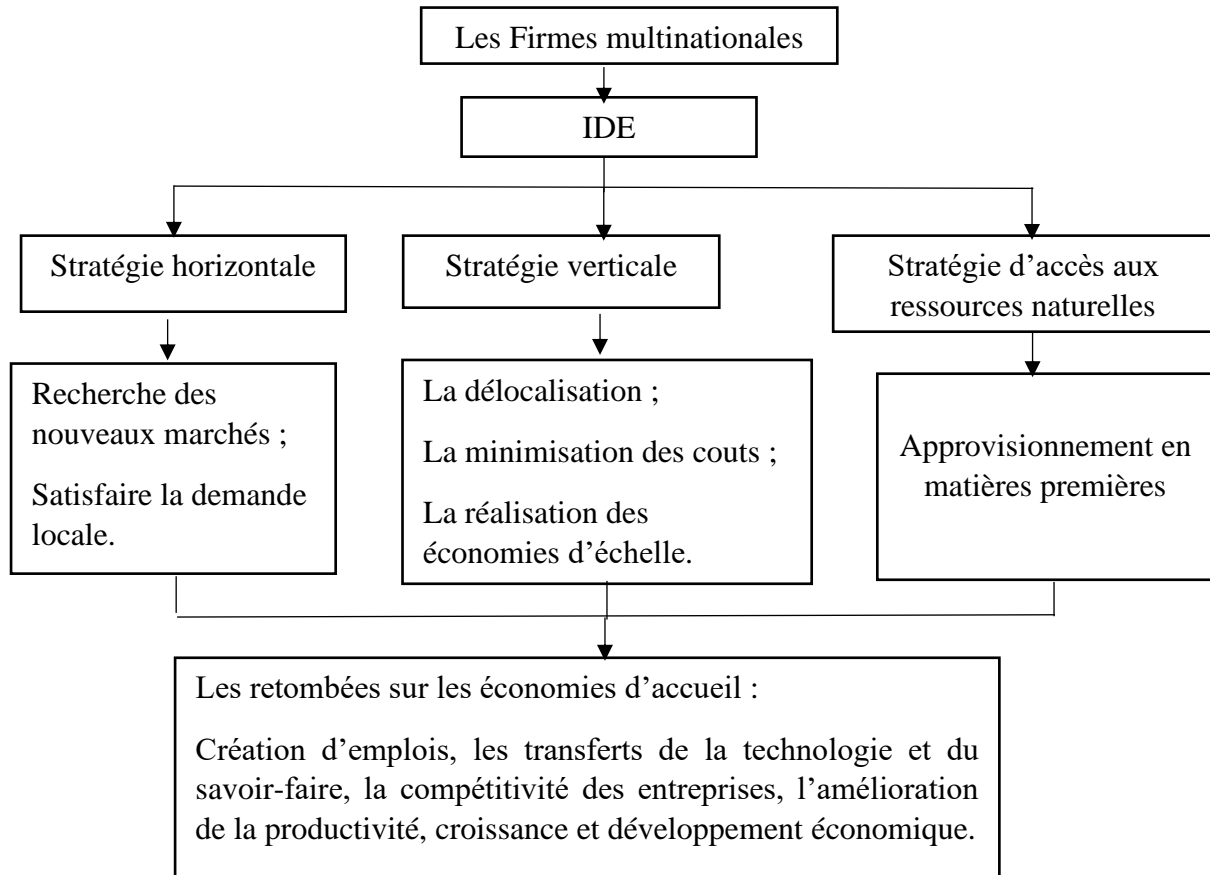 Les Firmes multinationales
IDE
Stratégie horizontale
Stratégie verticale
Stratégie d’accès aux
ressources naturelles
Recherche des
nouveaux marchés ;
Satisfaire la demande
locale.
La délocalisation ;
La minimisation des couts ;
La réalisation des
économies d’échelle.
Approvisionnement en
matières premières
Les retombées sur les économies d’accueil :
Création d’emplois, les transferts de la technologie et du
savoir-faire, la compétitivité des entreprises, l’amélioration
de la productivité, croissance et développement économique.